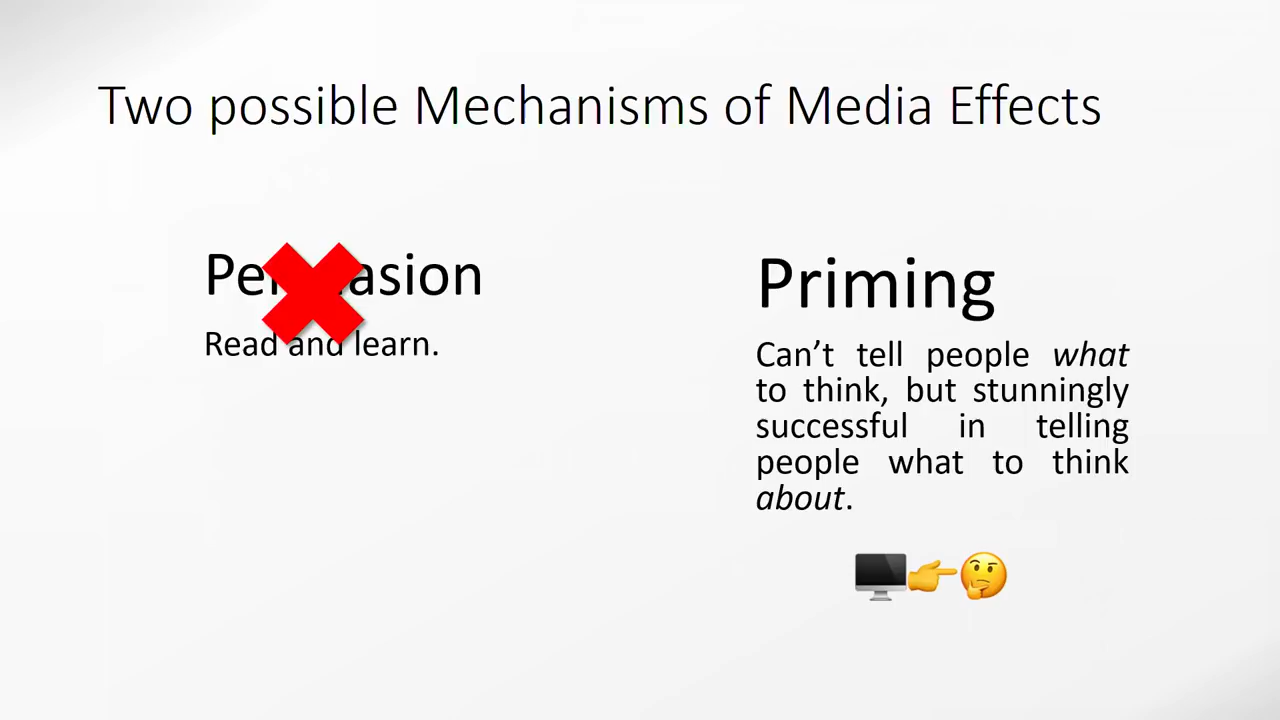 Two possible Mechanisms of Media Effects
Persuasion
Read and learn.
Priming
Can’t tell people what
to think, but stunningly
successful in telling
people what to think
about.